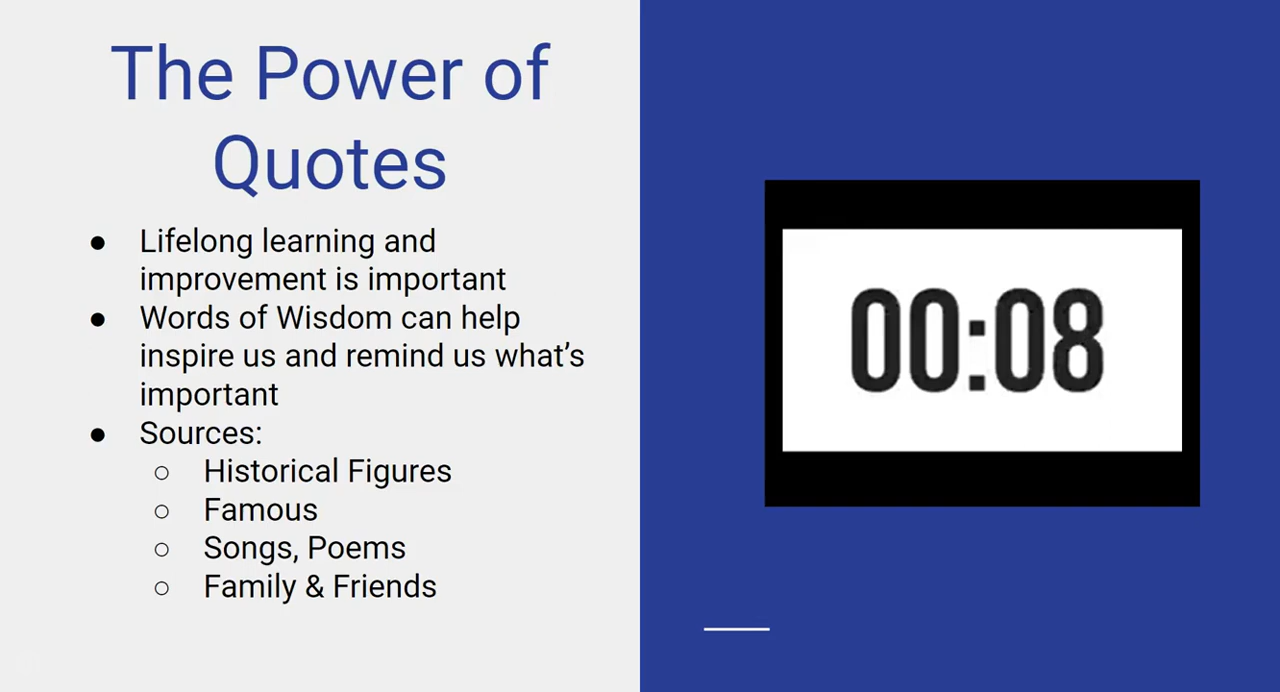 The Power of
Quotes
● Lifelong learning and
improvement is important
● Words of Wisdom can help
inspire us and remind us what's
important
● Sources:
○ Historical Figures
○ Famous
○ Songs, Poems
○ Family & Friends
00:08